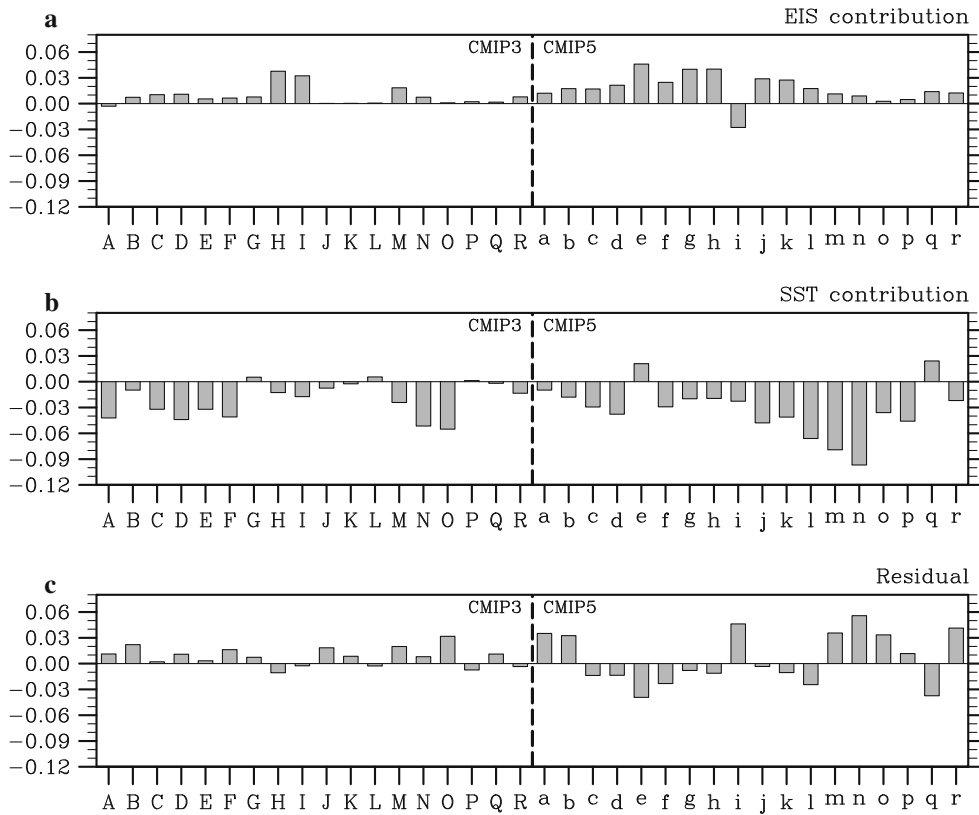 a EIS contribution
CMIP3 CMIP5
0.06
0.03
0.00
−0.03
−0.06
−0.09
−0.12
A B C D E F G H I J K L M N O P Q R a b c d e f g h i j k l m n o p q r
b SST contribution
CMIP3 CMIP5
0.06
0.03
0.00
−0.03
−0.06
−0.09
−0.12
A B C D E F G H I J K L M N O P Q R a b c d e f g h i j k l m n o p q r
c Residual
CMIP3 CMIP5
0.06
0.03
0.00
−0.03
−0.06
−0.09
−0.12
A B C D E F G H I J K L M N O P Q R a b c d e f g h i j k l m n o p q r